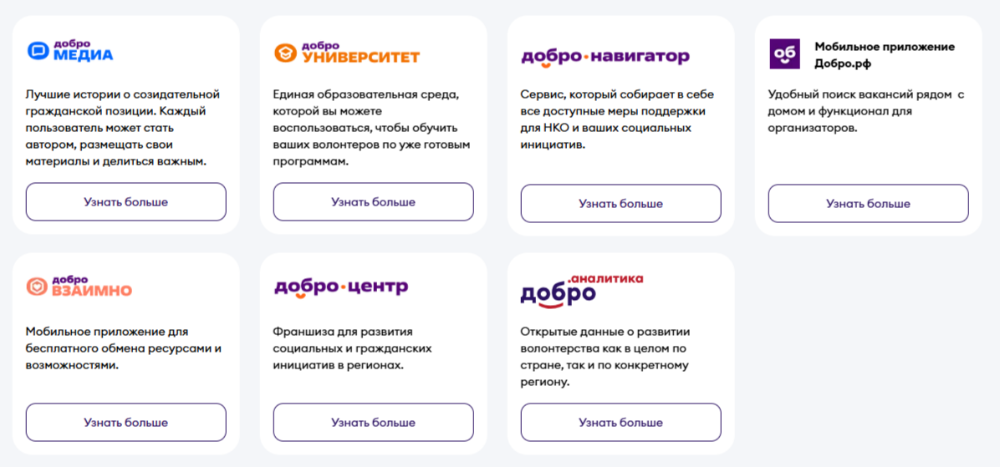 добро
МЕДИА
Лучшие истории о созидательной
гражданской позиции. Каждый
пользователь может стать
автором, размещать свои
материалы и делиться важным.
Узнать больше
добро
УНИВЕРСИТЕТ
Единая образовательная среда,
которой вы можете
воспользоваться, чтобы обучить
ваших волонтеров по уже готовым
программам.
Узнать больше
добро•навигатор
Сервис, который собирает в себе
все доступные меры поддержки
для НКО и ваших социальных
инициатив.
Узнать больше
об
Мобильное приложение
Добро.рф
Удобный поиск вакансий рядом с
домом и функционал для
организаторов.
Узнать больше
добро
ВЗАИМНО
Мобильное приложение для
бесплатного обмена ресурсами и
возможностями.
Узнать больше
добро•центр
Франшиза для развития
социальных и гражданских
инициатив в регионах.
Узнать больше
.аналитика
добро
Открытые данные о развитии
волонтерства как в целом по
стране, так и по конкретному
региону.
Узнать больше